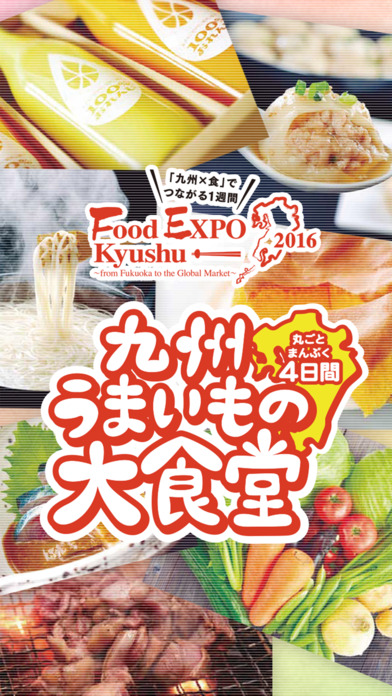 「九州×食」で
つながる1週間
Food EXPO
Kyushu
2016
~from Fukuoka to the Global Market~
九州
うまいもの
大食堂
丸ごと
まんぷく
4日間
100%